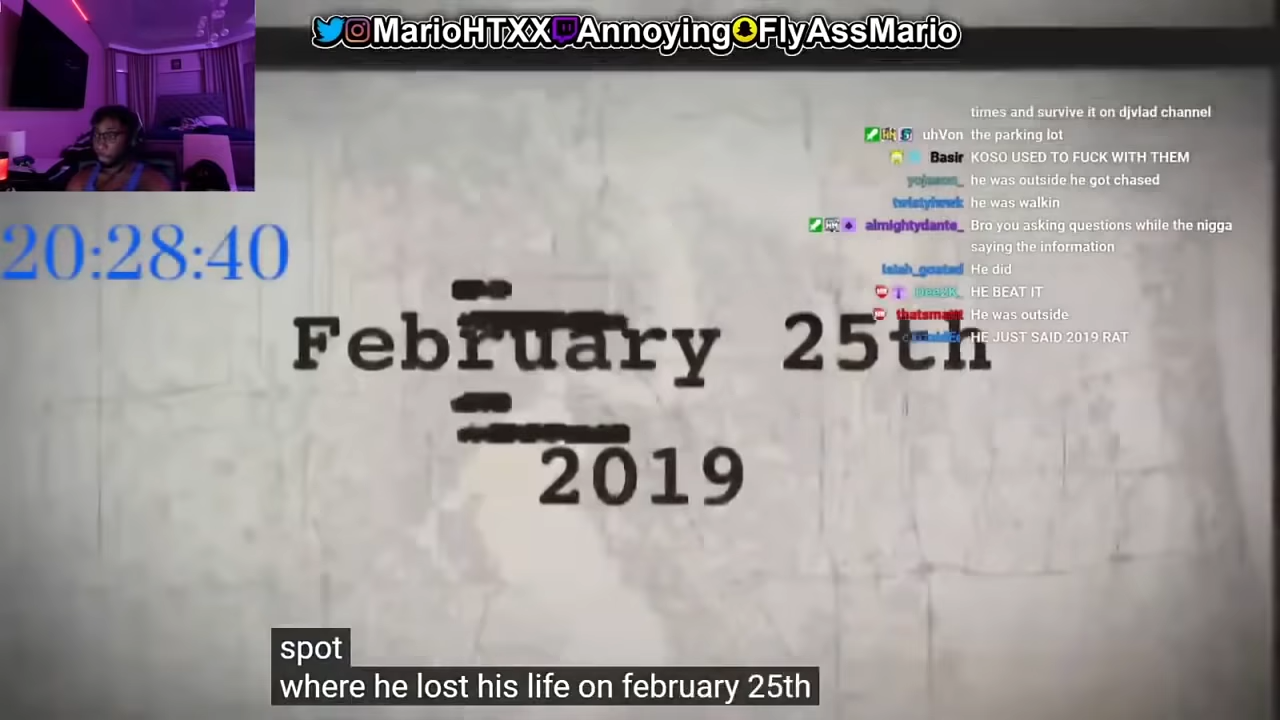 MarioHTXX Annoying FlyAssMario
times and survive it on djvlad channel
uhVon the parking lot
Basir KOSO USED TO FUCK WITH THEM
he was outside he got chased
twistyhawk he was walkin
almightydante_ Bro you asking questions while the nigga
saying the information
lalah_goated He did
DeezK_ HE BEAT IT
He was outside
HE JUST SAID 2019 RAT
20:28:40
February 25th
2019
spot
where he lost his life on february 25th